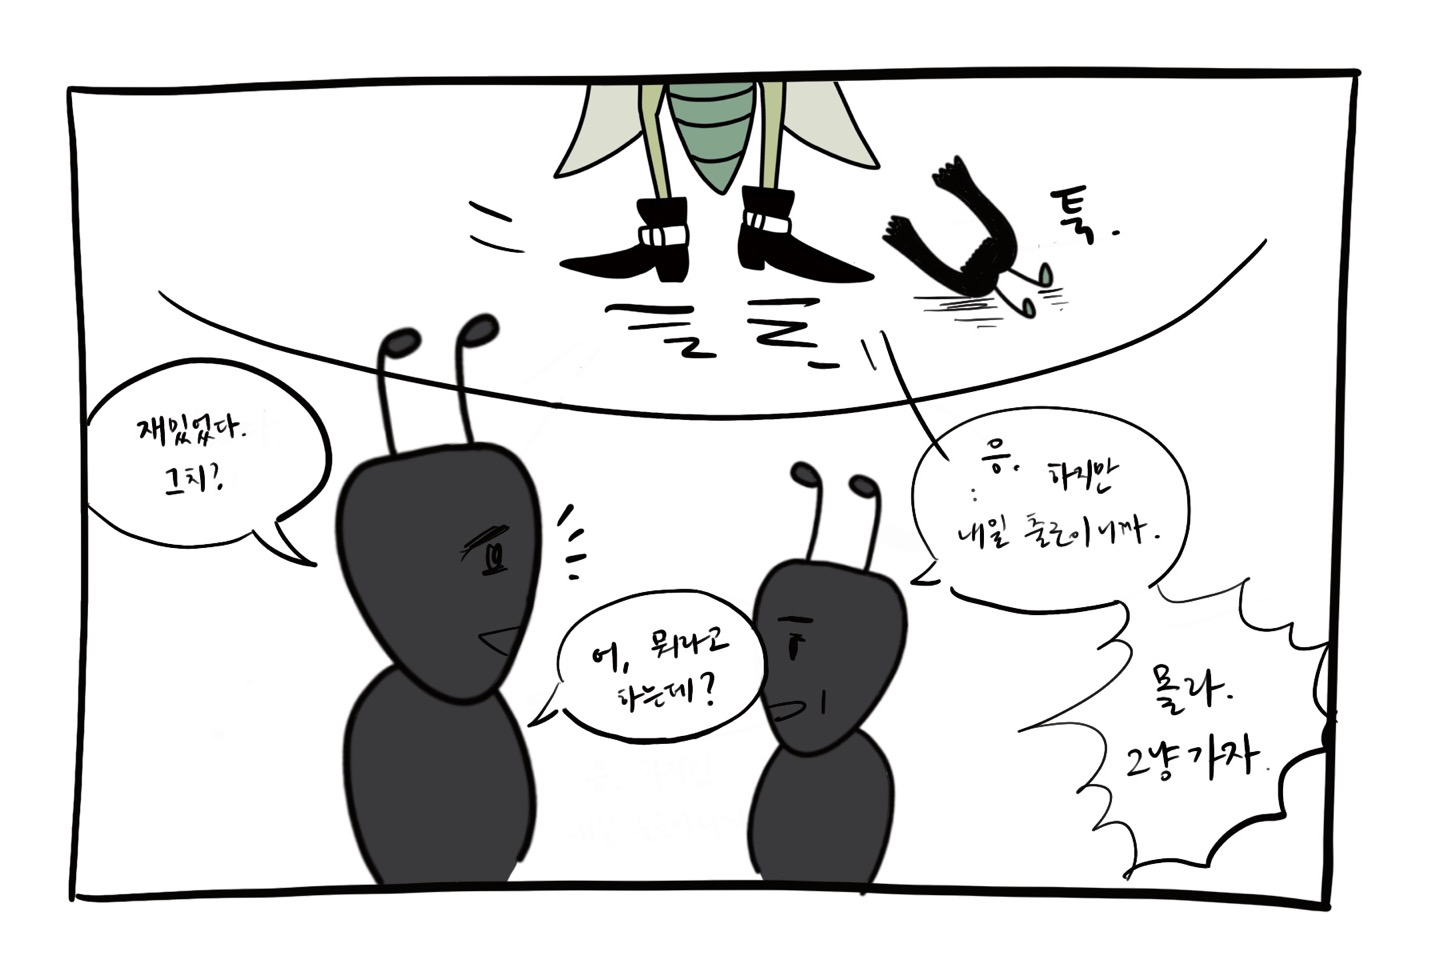 툭.
재밌었다.
그치?
응. 하지만
내일 출근이니까.
어, 뭐라고
하는데?
몰라.
그냥 가자.